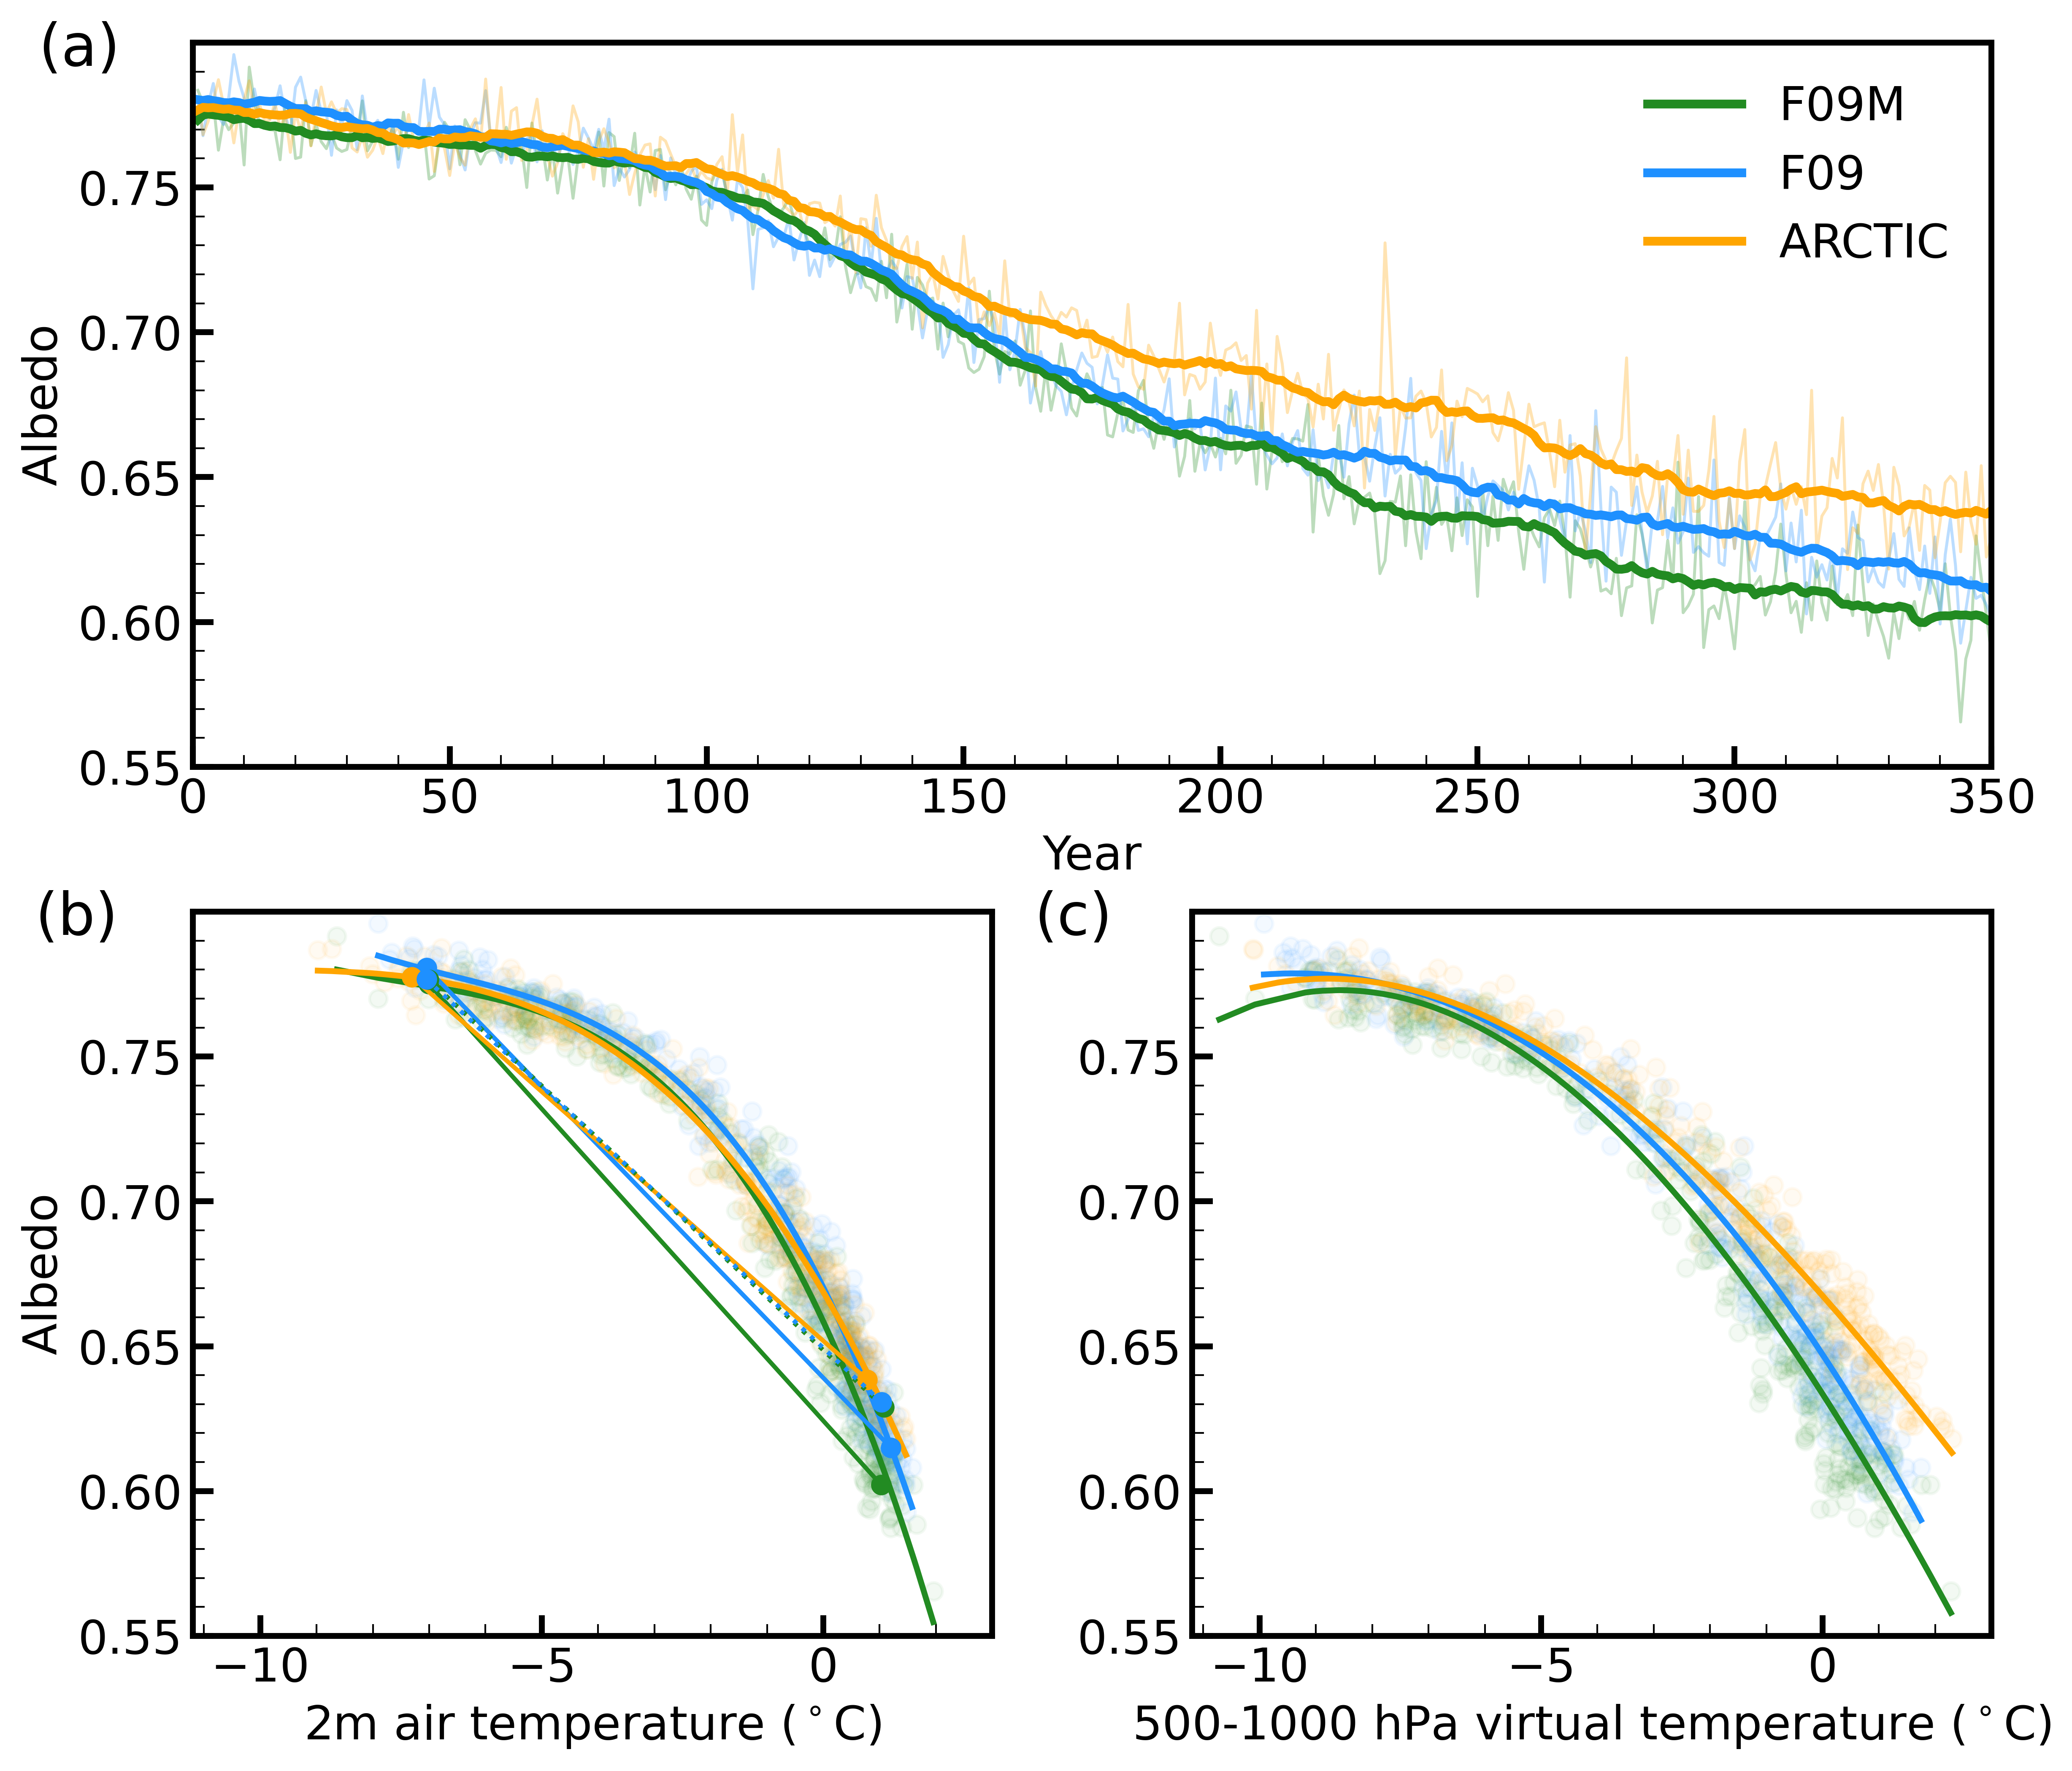 (a)
F09M
F09
ARCTIC
Albedo
0.75
0.70
0.65
0.60
0.55
0 50 100 150 200 250 300 350
Year
(b)
Albedo
0.75
0.70
0.65
0.60
0.55
−10 −5 0
2m air temperature (°C)
(c)
0.75
0.70
0.65
0.60
0.55
−10 −5 0
500-1000 hPa virtual temperature (°C)